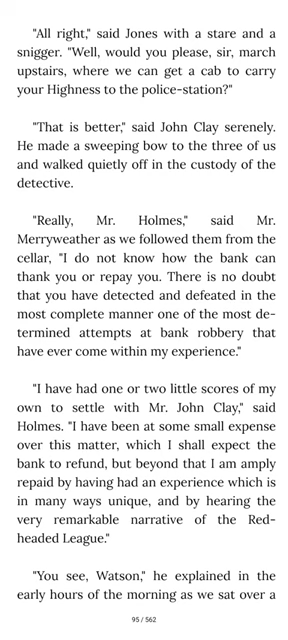 "All right," said Jones with a stare and a
snigger. "Well, would you please, sir, march
upstairs, where we can get a cab to carry
your Highness to the police-station?"
"That is better," said John Clay serenely.
He made a sweeping bow to the three of us
and walked quietly off in the custody of the
detective.
"Really, Mr. Holmes," said Mr.
Merryweather as we followed them from the
cellar, "I do not know how the bank can
thank you or repay you. There is no doubt
that you have detected and defeated in the
most complete manner one of the most de-
termined attempts at bank robbery that
have ever come within my experience."
"I have had one or two little scores of my
own to settle with Mr. John Clay," said
Holmes. "I have been at some small expense
over this matter, which I shall expect the
bank to refund, but beyond that I am amply
repaid by having had an experience which is
in many ways unique, and by hearing the
very remarkable narrative of the Red-
headed League."
"You see, Watson," he explained in the
early hours of the morning as we sat over a
95 / 562